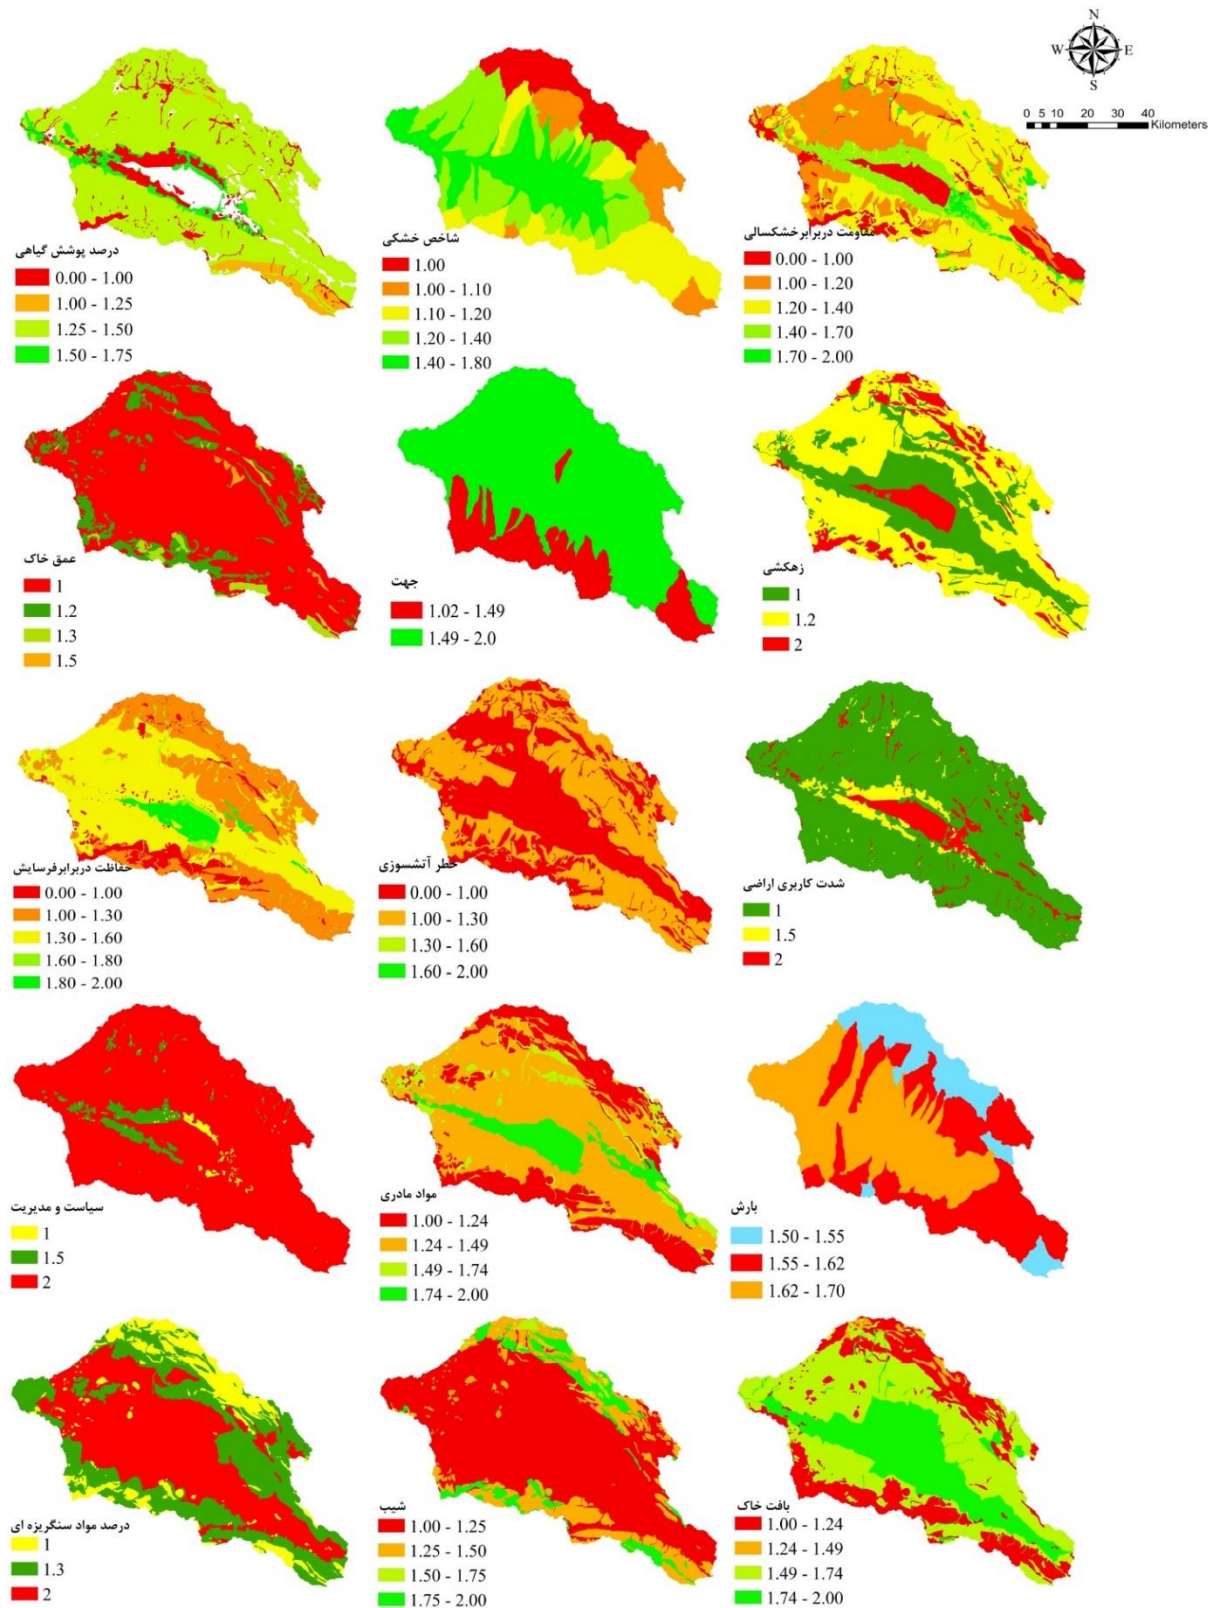 N
W E
S
0 5 10 20 30 40
Kilometers
درصد پوشش گیاهی
0.00 - 1.00
1.00 - 1.25
1.25 - 1.50
1.50 - 1.75
شاخص خشکی
1.00
1.00 - 1.10
1.10 - 1.20
1.20 - 1.40
1.40 - 1.80
مقاومت دربرابرخشکسالی
0.00 - 1.00
1.00 - 1.20
1.20 - 1.40
1.40 - 1.70
1.70 - 2.00
عمق خاک
1
1.2
1.3
1.5
جهت
1.02 - 1.49
1.49 - 2.0
زهکشی
1
1.2
2
حفاظت دربرابرفرسایش
0.00 - 1.00
1.00 - 1.30
1.30 - 1.60
1.60 - 1.80
1.80 - 2.00
خطر آتشسوزی
0.00 - 1.00
1.00 - 1.30
1.30 - 1.60
1.60 - 2.00
شدت کاربری اراضی
1
1.5
2
سیاست و مدیریت
1
1.5
2
مواد مادری
1.00 - 1.24
1.24 - 1.49
1.49 - 1.74
1.74 - 2.00
بارش
1.50 - 1.55
1.55 - 1.62
1.62 - 1.70
درصد مواد سنگریزه ای
1
1.3
2
شیب
1.00 - 1.25
1.25 - 1.50
1.50 - 1.75
1.75 - 2.00
بافت خاک
1.00 - 1.24
1.24 - 1.49
1.49 - 1.74
1.74 - 2.00